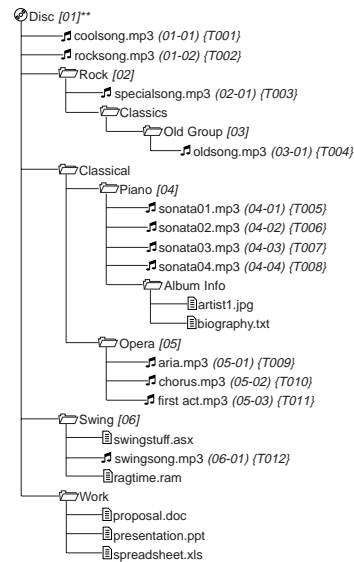 Disc [01]**
coolsong.mp3 (01-01) {T001}
rocksong.mp3 (01-02) {T002}
Rock [02]
specialsong.mp3 (02-01) {T003}
Classics
Old Group [03]
oldsong.mp3 (03-01) {T004}
Classical
Piano [04]
sonata01.mp3 (04-01) {T005}
sonata02.mp3 (04-02) {T006}
sonata03.mp3 (04-03) {T007}
sonata04.mp3 (04-04) {T008}
Album Info
artist1.jpg
biography.txt
Opera [05]
aria.mp3 (05-01) {T009}
chorus.mp3 (05-02) {T010}
first act.mp3 (05-03) {T011}
Swing [06]
swingstuff.asx
swingsong.mp3 (06-01) {T012}
ragtime.ram
Work
proposal.doc
presentation.ppt
spreadsheet.xls